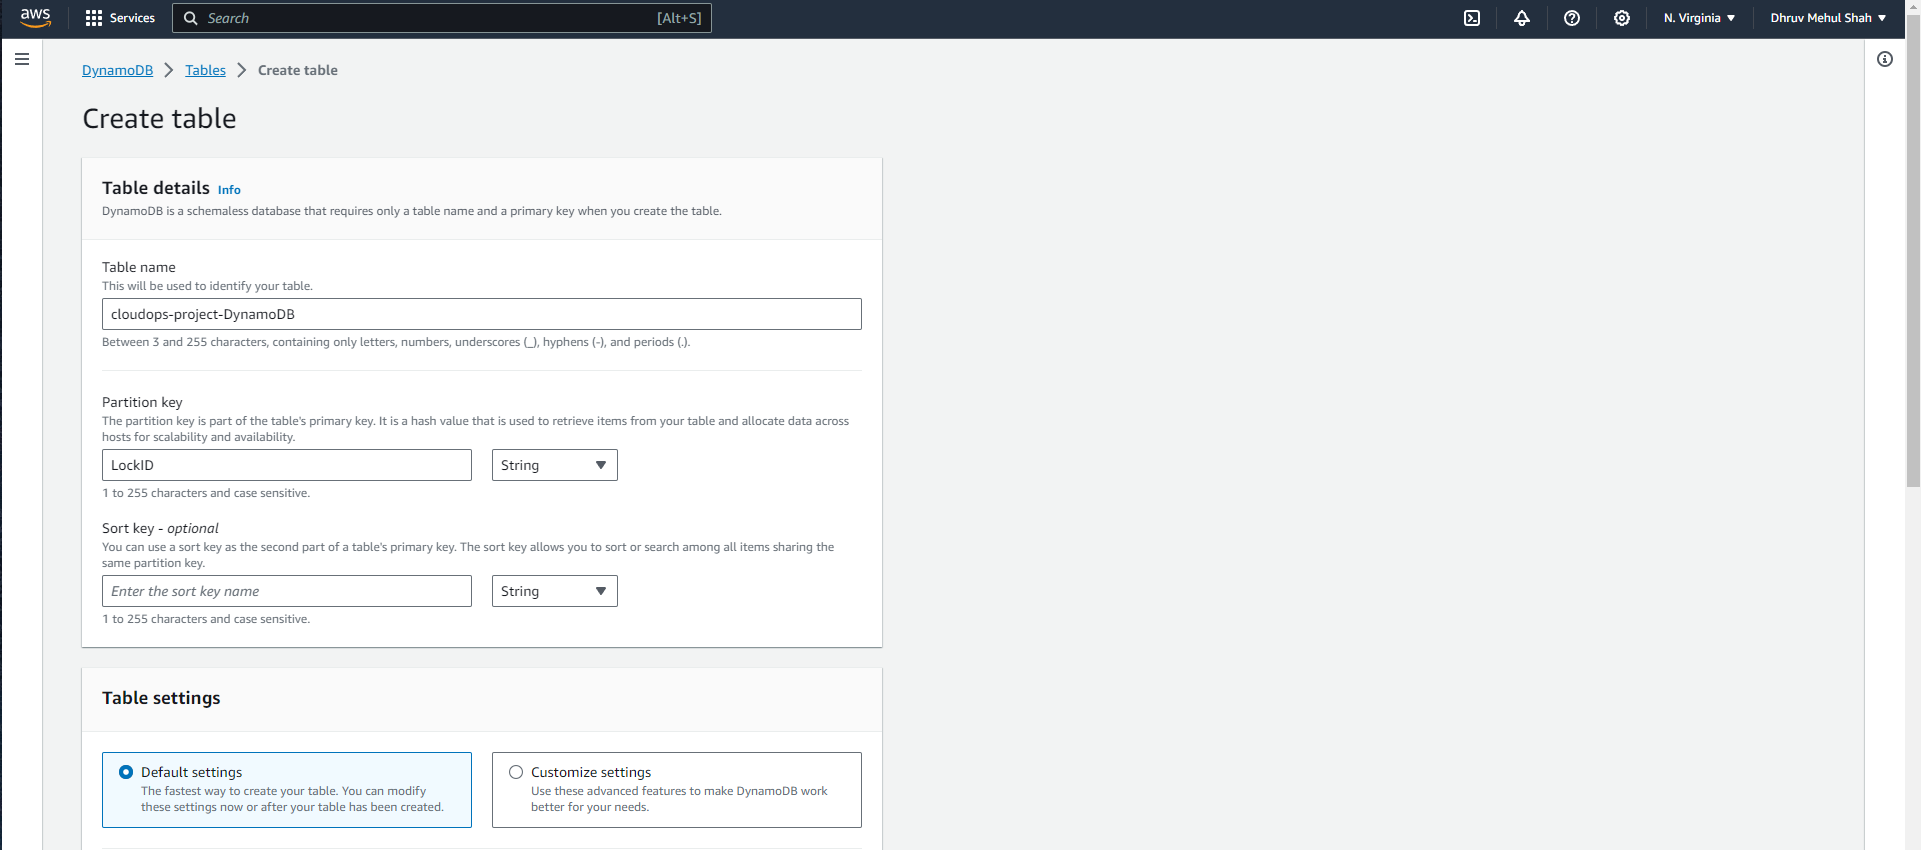 aws Services Search [Alt+S] N. Virginia Dhruv Mehul Shah
DynamoDB Tables Create table
Create table
Table details Info
DynamoDB is a schemaless database that requires only a table name and a primary key when you create the table.
Table name
This will be used to identify your table.
cloudops-project-DynamoDB
Between 3 and 255 characters, containing only letters, numbers, underscores (_), hyphens (-), and periods (.).
Partition key
The partition key is part of the table's primary key. It is a hash value that is used to retrieve items from your table and allocate data across
hosts for scalability and availability.
LockID String
1 to 255 characters and case sensitive.
Sort key - optional
You can use a sort key as the second part of a table's primary key. The sort key allows you to sort or search among all items sharing the
same partition key.
Enter the sort key name String
1 to 255 characters and case sensitive.
Table settings
Default settings
The fastest way to create your table. You can modify
these settings now or after your table has been created.
Customize settings
Use these advanced features to make DynamoDB work
better for your needs.